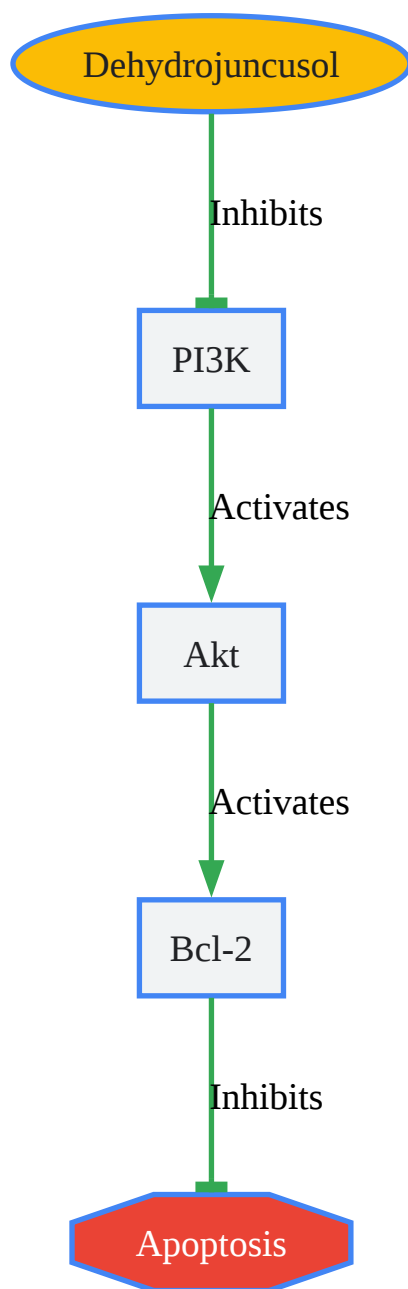 Dehydrojuncusol
Inhibits
PI3K
Activates
Akt
Activates
Bcl-2
Inhibits
Apoptosis